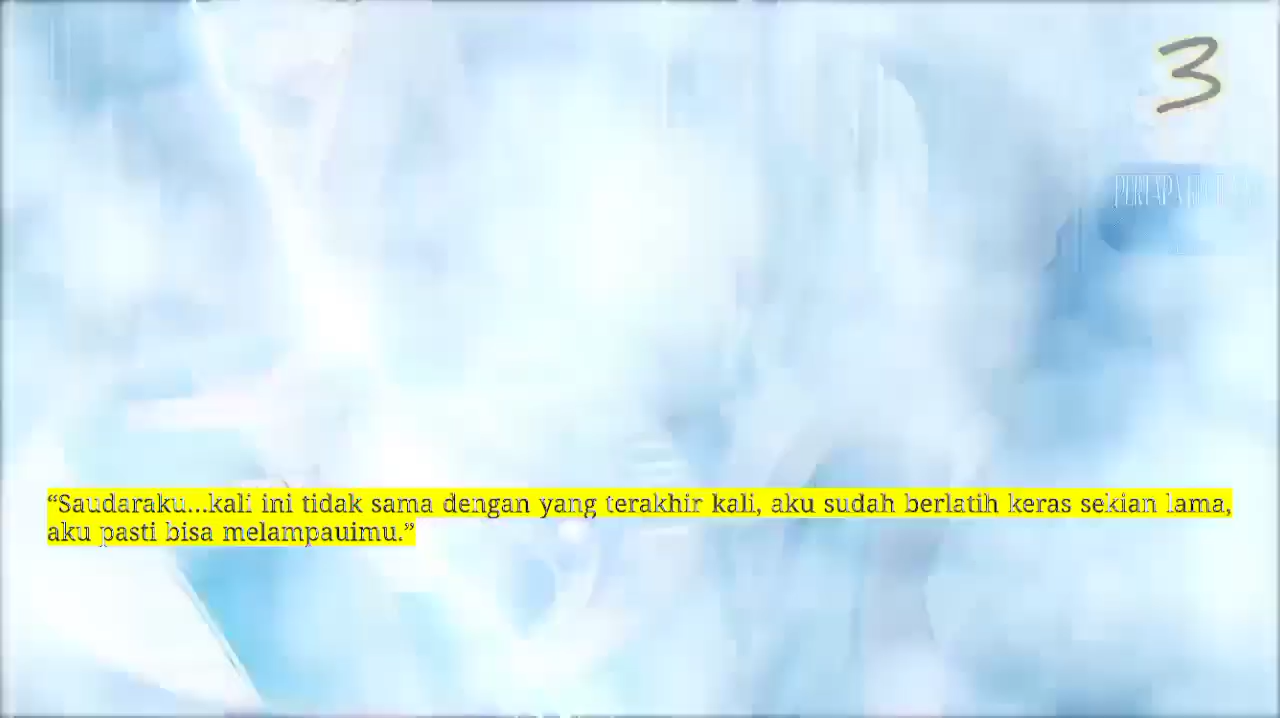 3
PERTAPA
“Saudaraku...kali ini tidak sama dengan yang terakhir kali, aku sudah berlatih keras sekian lama,
aku pasti bisa melampauimu.”